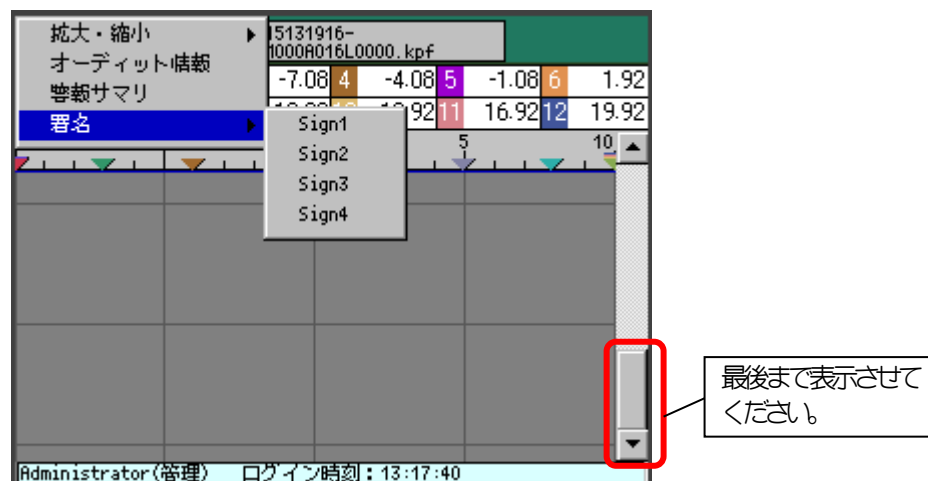 拡大・縮小
オーディット情報
警報サマリ
署名
15131916-
1000A016L0000.kpf
-7.08 4 -4.08 5 -1.08 6 1.92
92 11 16.92 12 19.92
Sign1
Sign2
Sign3
Sign4
5 10
Administrator(管理) ログイン時刻:13:17:40
最後まで表示させて
ください。